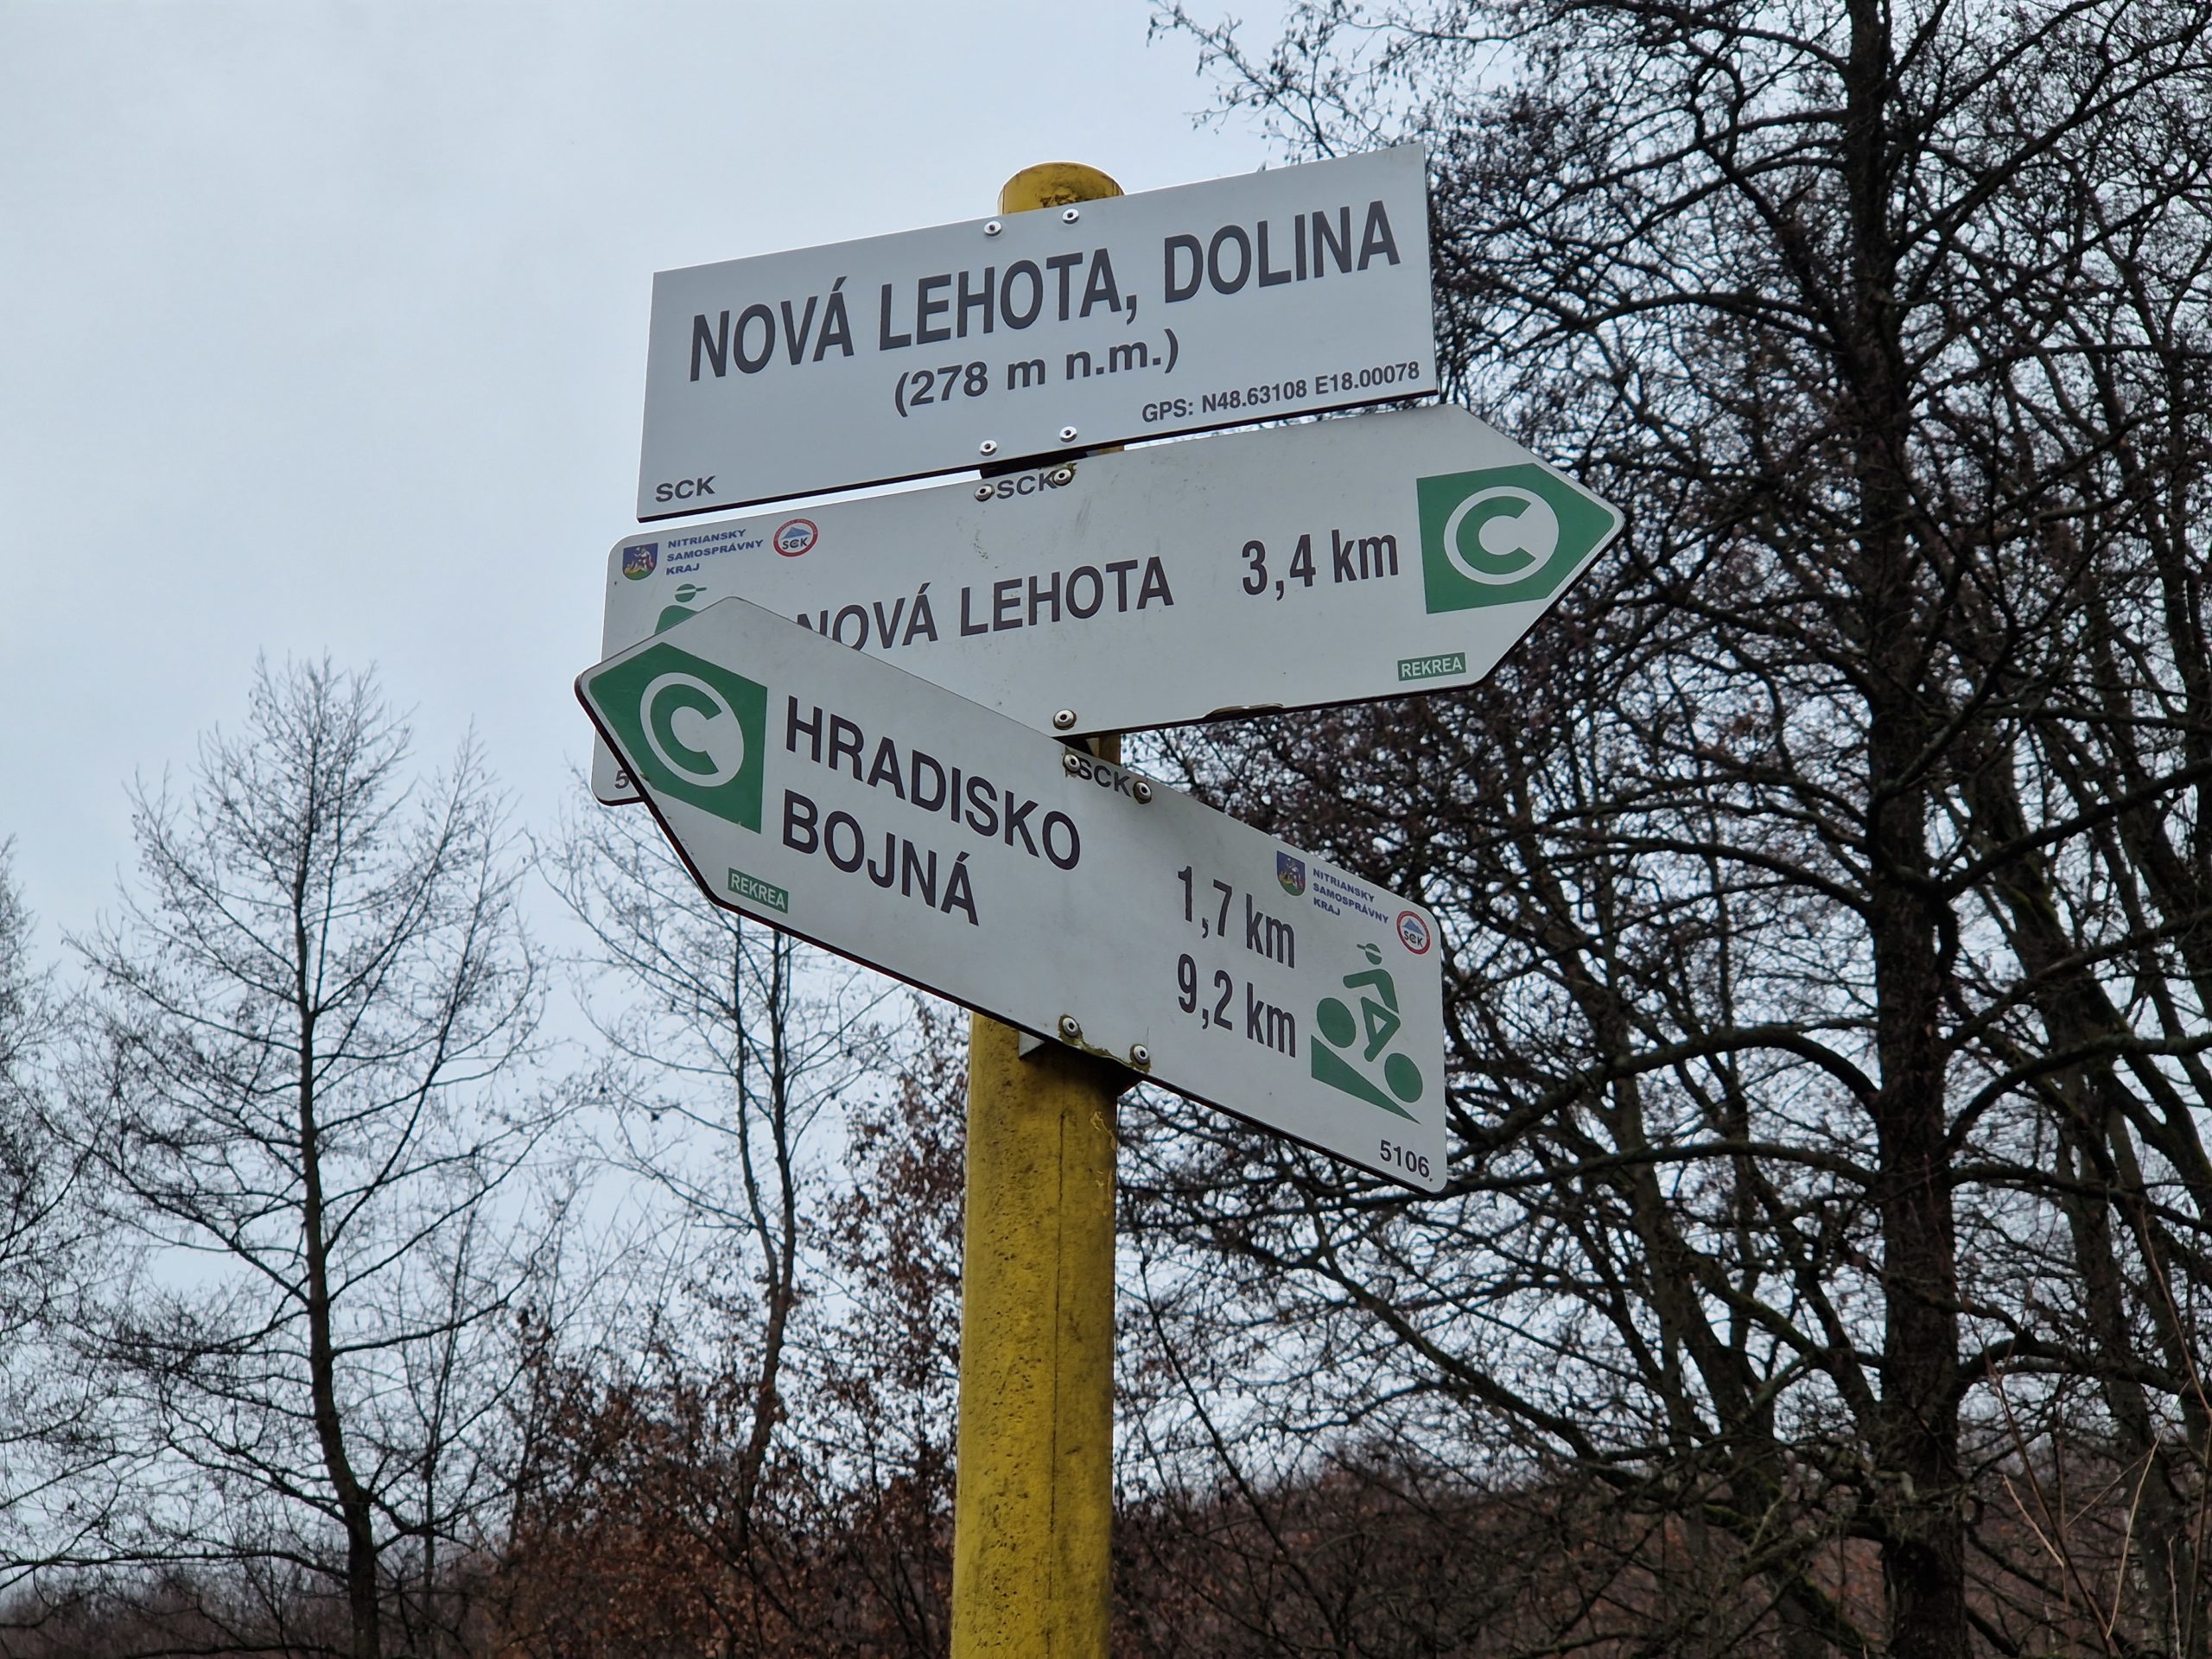 NOVÁ LEHOTA, DOLINA
(278 m n.m.)
GPS: N48.63108 E18.00078
SCK
SCK
NITRIANSKY
SAMOSPRÁVNY
KRAJ
SCK
NOVÁ LEHOTA 3,4 km
C
REKREA
C
SCK
HRADISKO 1,7 km
BOJNÁ 9,2 km
REKREA
NITRIANSKY
SAMOSPRÁVNY
KRAJ
SCK
5106